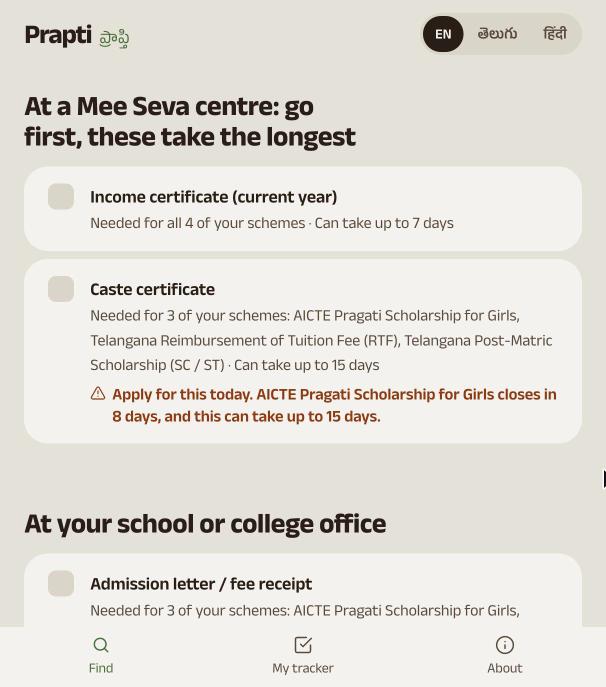 Prapti ప్రాప్తి
EN తెలుగు हिंदी
At a Mee Seva centre: go
first, these take the longest
Income certificate (current year)
Needed for all 4 of your schemes · Can take up to 7 days
Caste certificate
Needed for 3 of your schemes: AICTE Pragati Scholarship for Girls,
Telangana Reimbursement of Tuition Fee (RTF), Telangana Post-Matric
Scholarship (SC / ST) · Can take up to 15 days
Apply for this today. AICTE Pragati Scholarship for Girls closes in
8 days, and this can take up to 15 days.
At your school or college office
Admission letter / fee receipt
Needed for 3 of your schemes: AICTE Pragati Scholarship for Girls,
Find My tracker About